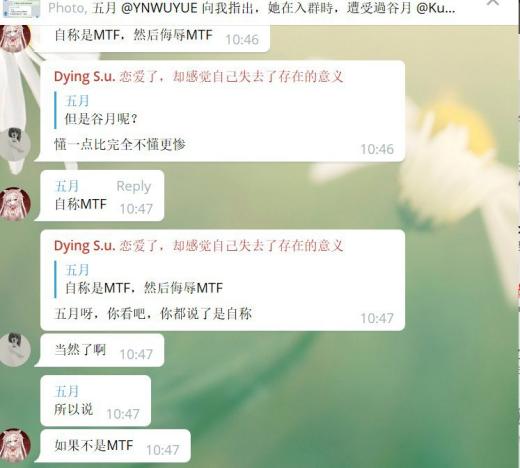 Photo, 五月 @YNWUYUE 向我指出，她在入群時，遭受過谷月 @Ku...
自称是MTF，然后侮辱MTF 10:46
Dying S.u. 恋爱了，却感觉自己失去了存在的意义
五月
但是谷月呢？
懂一点比完全不懂更惨 10:46
五月 Reply
自称MTF 10:47
Dying S.u. 恋爱了，却感觉自己失去了存在的意义
五月
自称是MTF，然后侮辱MTF
五月呀，你看吧，你都说了是自称 10:47
当然了啊 10:47
五月
所以说 10:47
如果不是MTF 10:47